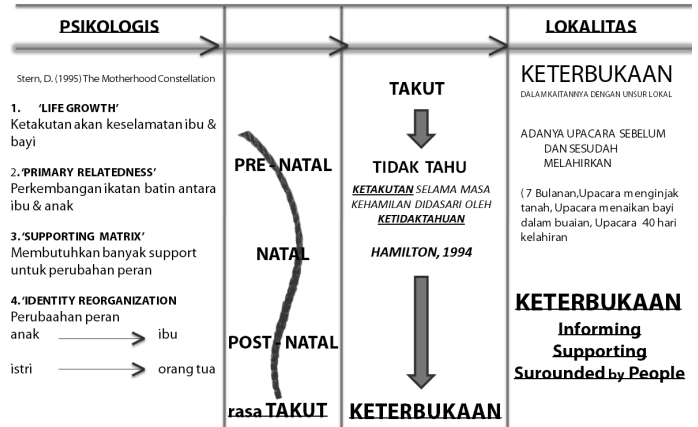 PSIKOLOGIS
Stern, D. (1995) The Motherhood Constellation
1. ‘LIFE GROWTH’
Ketakutan akan keselamatan ibu &
bayi
2. ‘PRIMARY RELATEDNESS’
Perkembangan ikatan batin antara
ibu & anak
3. ‘SUPPORTING MATRIX’
Membutuhkan banyak support
untuk perubahan peran
4. ‘IDENTITY REORGANIZATION
Perubaahan peran
anak ibu
istri orang tua
PRE - NATAL
NATAL
POST - NATAL
rasa TAKUT
TAKUT
TIDAK TAHU
KETAKUTAN SELAMA MASA
KEHAMILAN DIDASARI OLEH
KETIDAKTAHUAN
HAMILTON, 1994
KETERBUKAAN
LOKALITAS
KETERBUKAAN
DALAM KAITANNYA DENGAN UNSUR LOKAL
ADANYA UPACARA SEBELUM
DAN SESUDAH
MELAHIRKAN
( 7 Bulanan,Upacara menginjak
tanah, Upacara menaikan bayi
dalam buaian, Upacara 40 hari
kelahiran
KETERBUKAAN
Informing
Supporting
Surounded by People